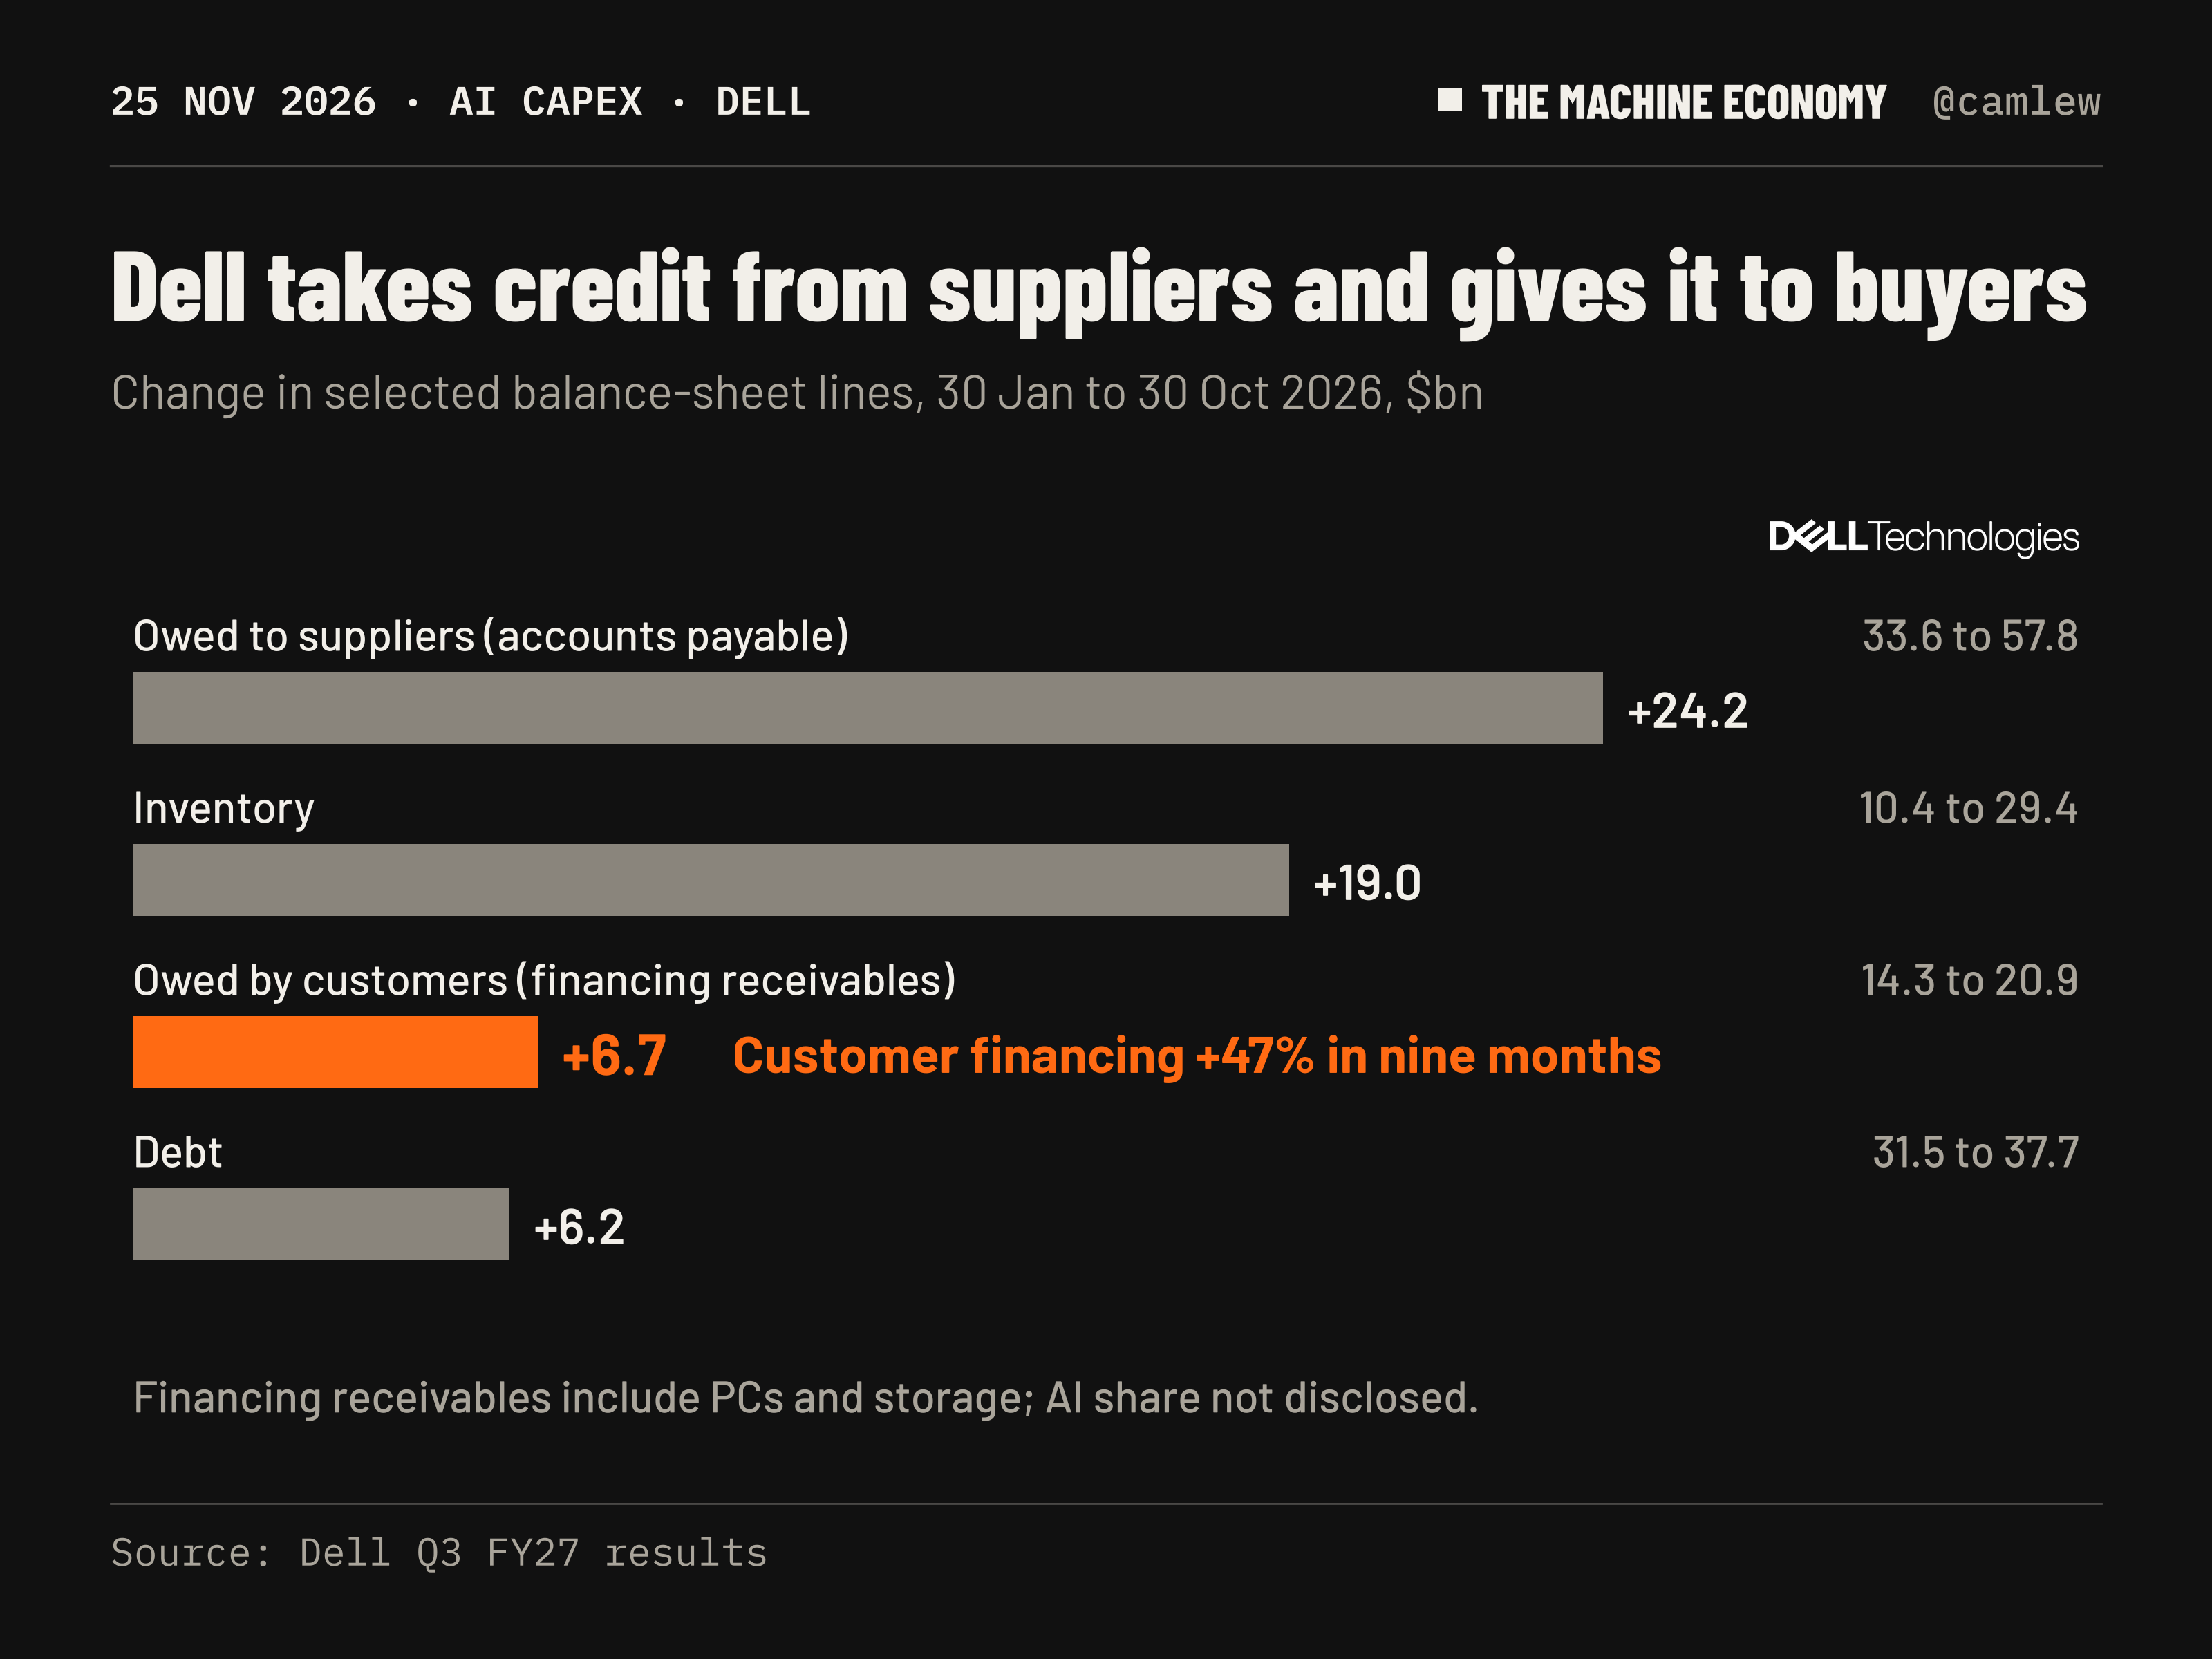 25 NOV 2026 · AI CAPEX · DELL
THE MACHINE ECONOMY @camlew
Dell takes credit from suppliers and gives it to buyers
Change in selected balance-sheet lines, 30 Jan to 30 Oct 2026, $bn
DELLTechnologies
Owed to suppliers (accounts payable) 33.6 to 57.8
+24.2
Inventory 10.4 to 29.4
+19.0
Owed by customers (financing receivables) 14.3 to 20.9
+6.7 Customer financing +47% in nine months
Debt 31.5 to 37.7
+6.2
Financing receivables include PCs and storage; AI share not disclosed.
Source: Dell Q3 FY27 results